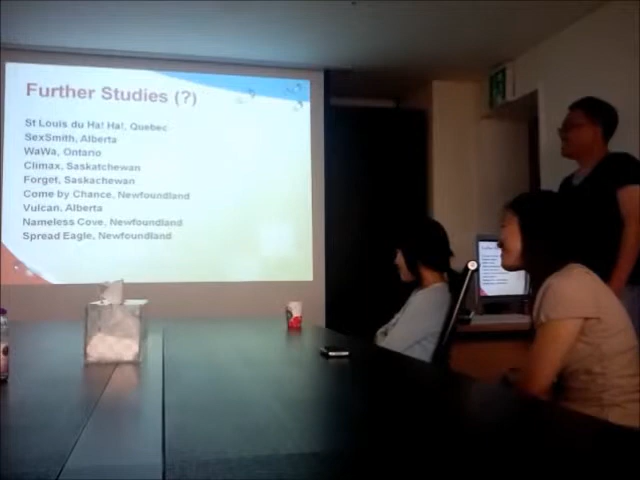 Further Studies (?)
St Louis du Ha! Ha!, Quebec
SexSmith, Alberta
WaWa, Ontario
Climax, Saskatchewan
Forget, Saskachewan
Come by Chance, Newfoundland
Vulcan, Alberta
Nameless Cove, Newfoundland
Spread Eagle, Newfoundland